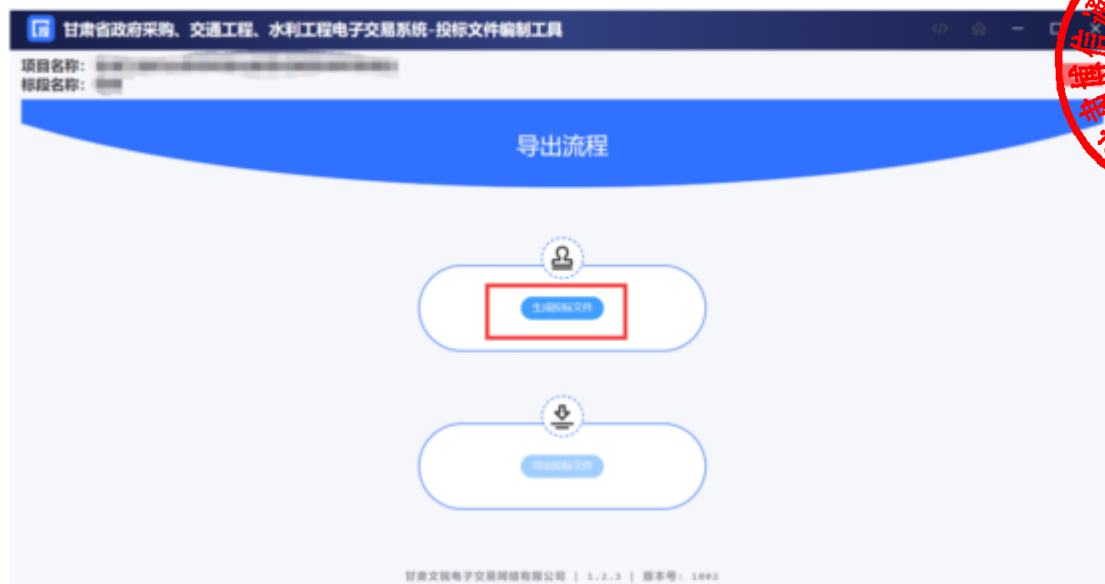 甘肃省政府采购、交通工程、水利工程电子交易系统-投标文件编制工具
项目名称：
标段名称：
导出流程
生成投标文件
导出投标文件
甘肃文锐电子交易网络有限公司 | 1.2.3 | 版本号: 1002